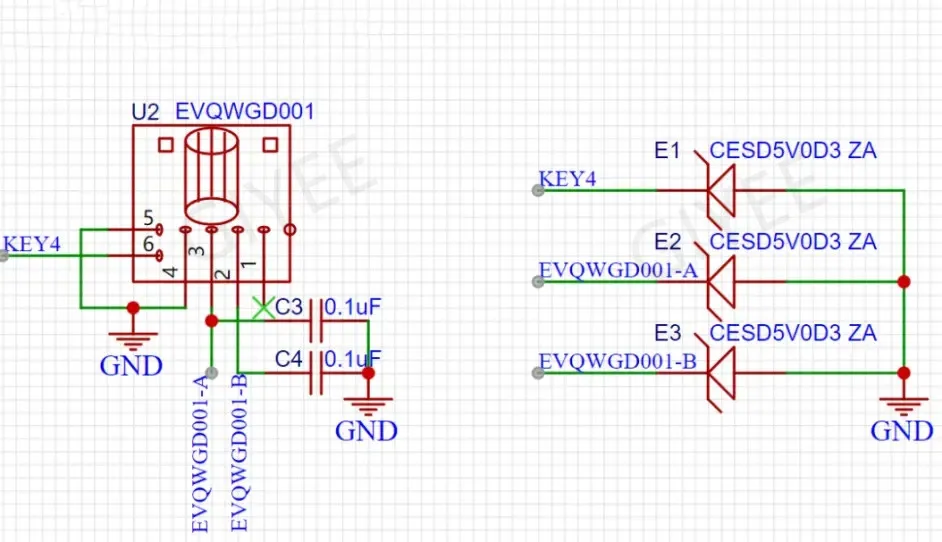 U2 EVQWGD001
5
6
KEY4
4
3
2
1
C3 0.1uF
C4 0.1uF
GND
GND
EVQWGD001-A
EVQWGD001-B
E1 CESD5V0D3 ZA
KEY4
E2 CESD5V0D3 ZA
EVQWGD001-A
E3 CESD5V0D3 ZA
EVQWGD001-B
GND